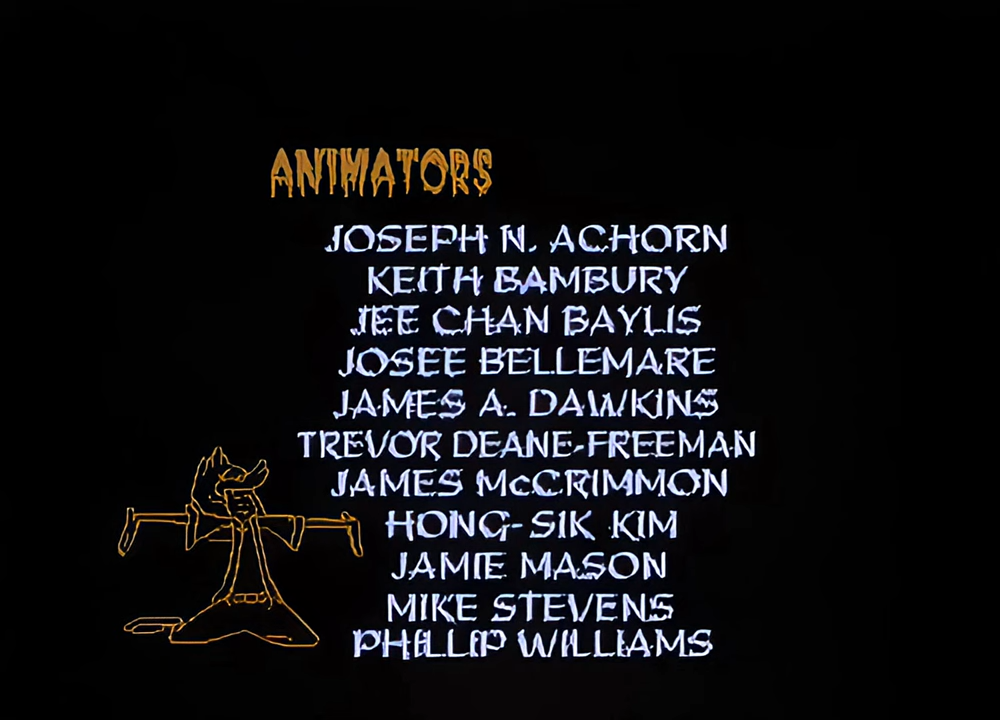 ANIMATORS
JOSEPH N. ACHORN
KEITH BAMBURY
JEE CHAN BAYLIS
JOSEE BELLEMARE
JAMES A. DAWKINS
TREVOR DEANE-FREEMAN
JAMES McCRIMMON
HONG-SIK KIM
JAMIE MASON
MIKE STEVENS
PHILLIP WILLIAMS